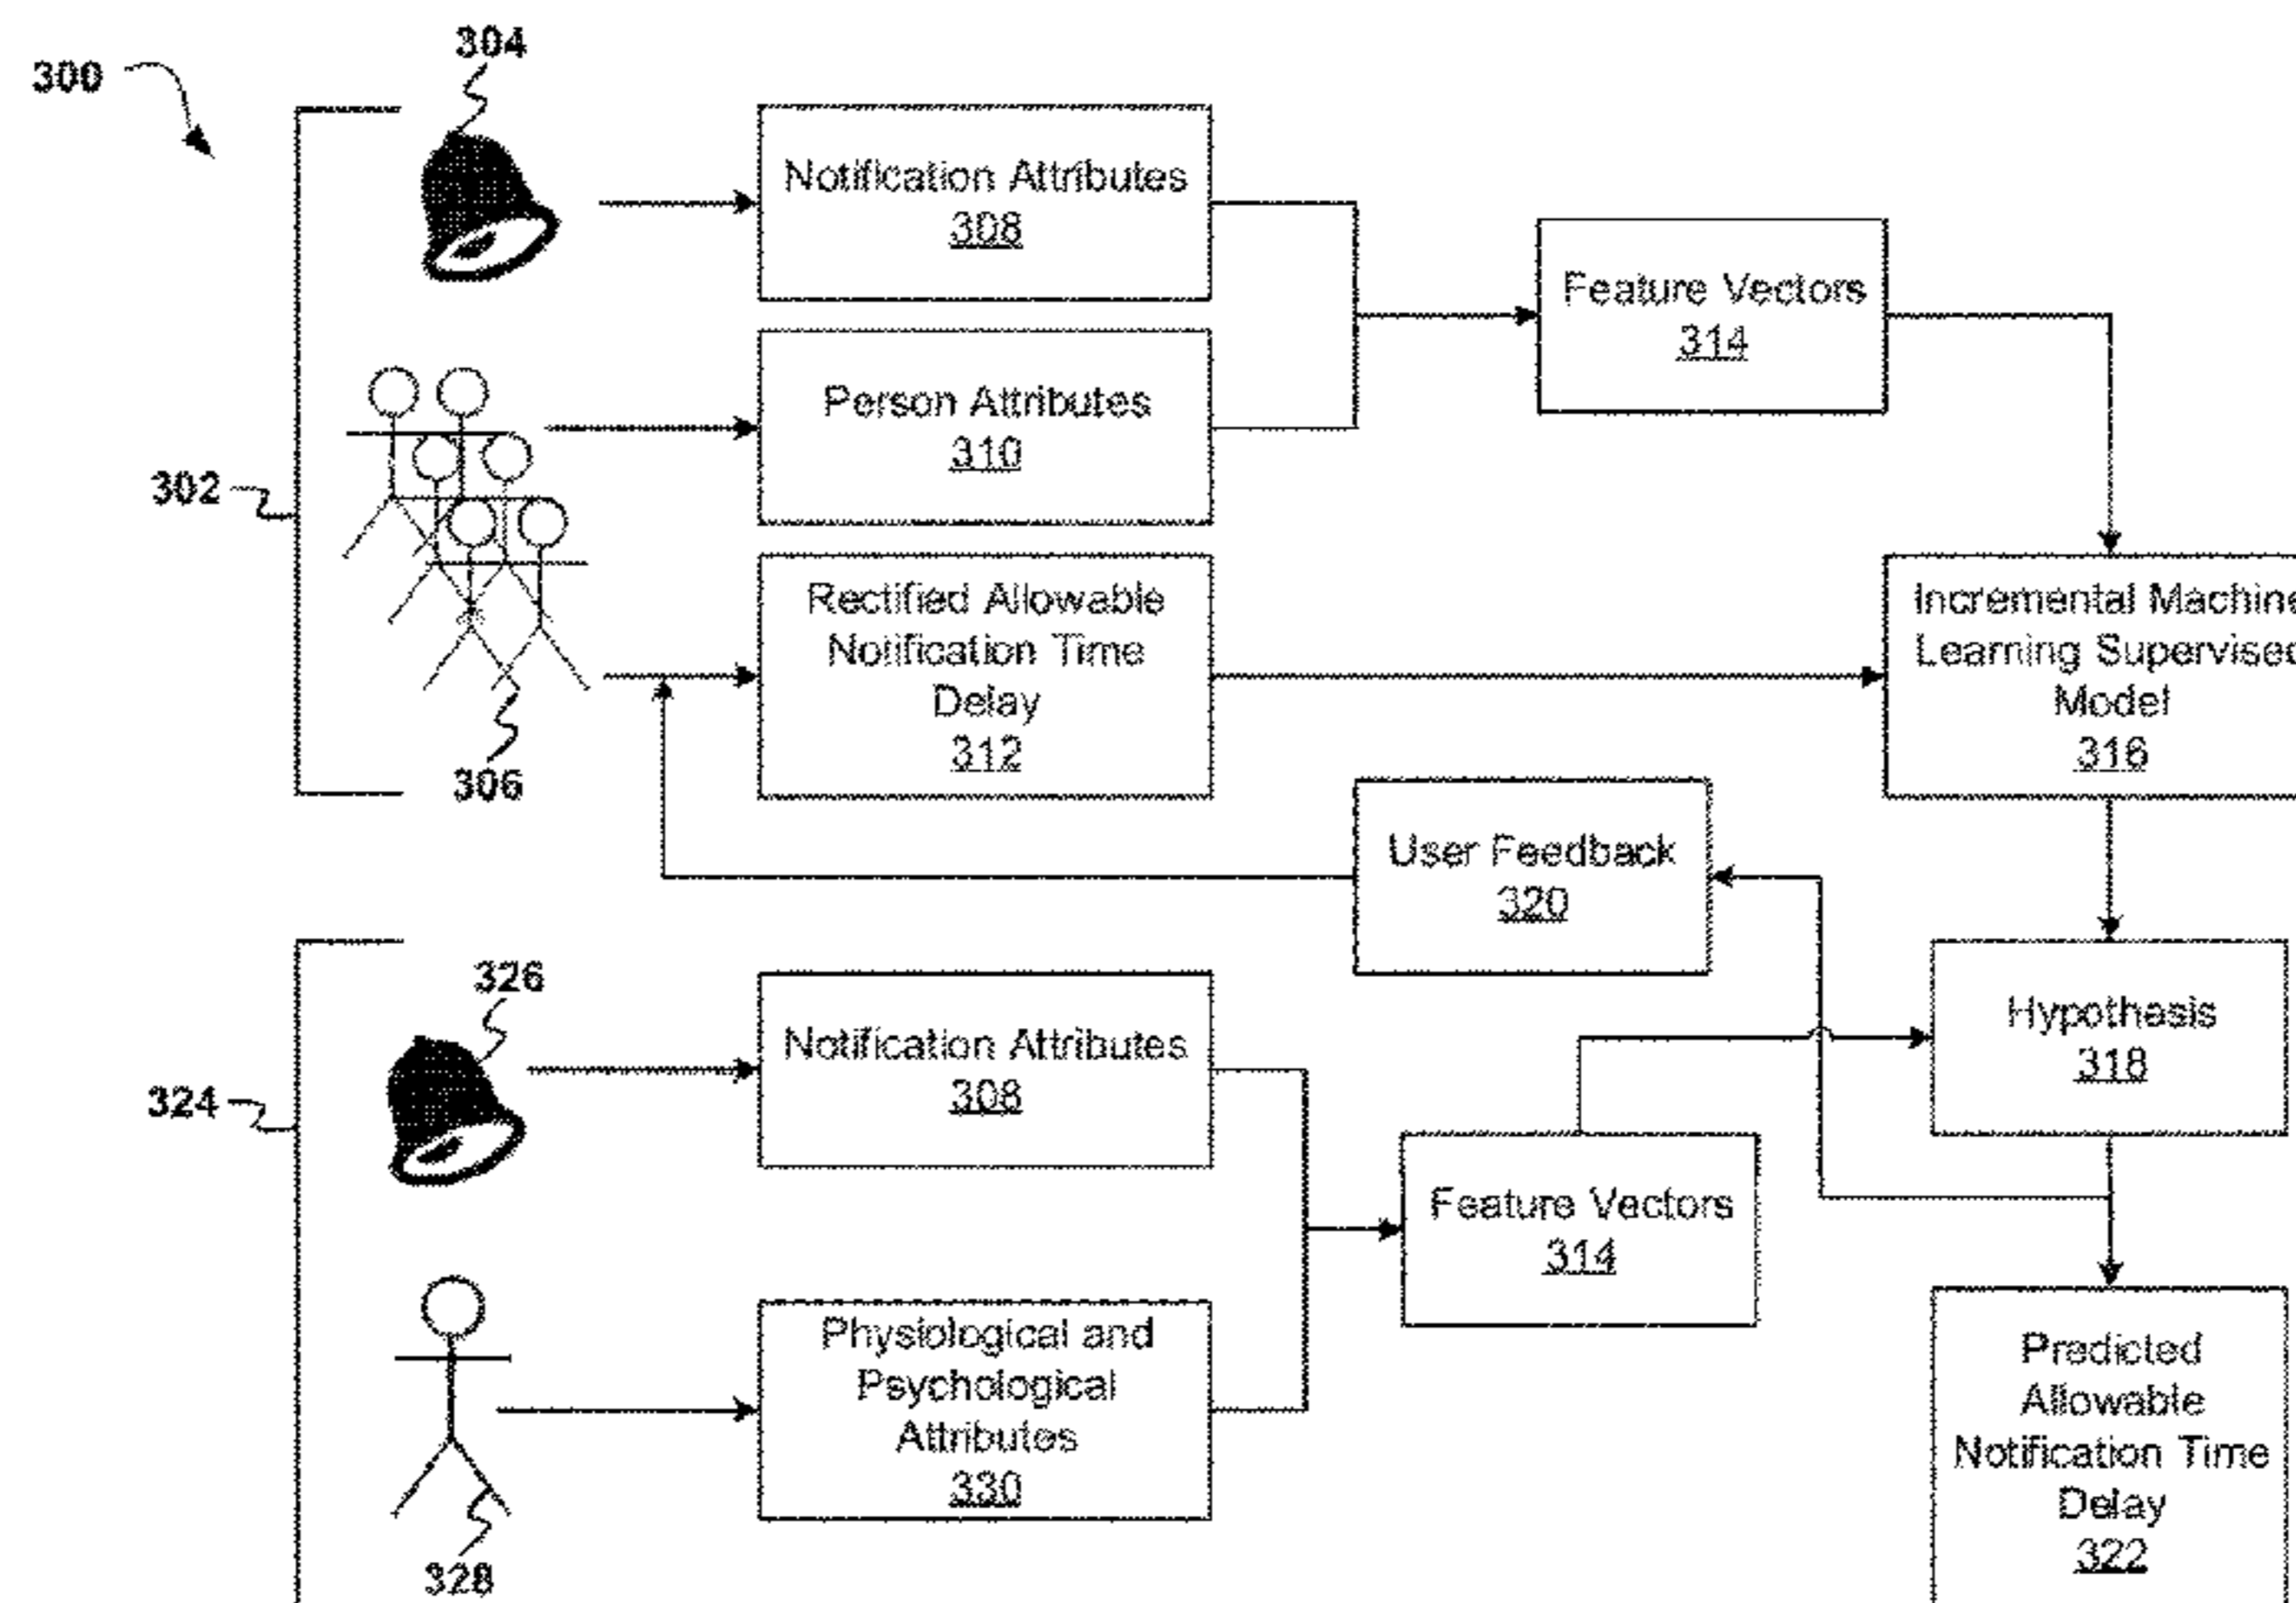 300
304
Notification Attributes
308
Feature Vectors
314
Person Attributes
310
302
Rectified Allowable
Notification Time
Delay
312
306
Incremental Machine
Learning Supervised
Model
316
User Feedback
320
Hypothesis
318
324
326
Notification Attributes
308
Feature Vectors
314
Physiological and
Psychological
Attributes
330
328
Predicted
Allowable
Notification Time
Delay
322